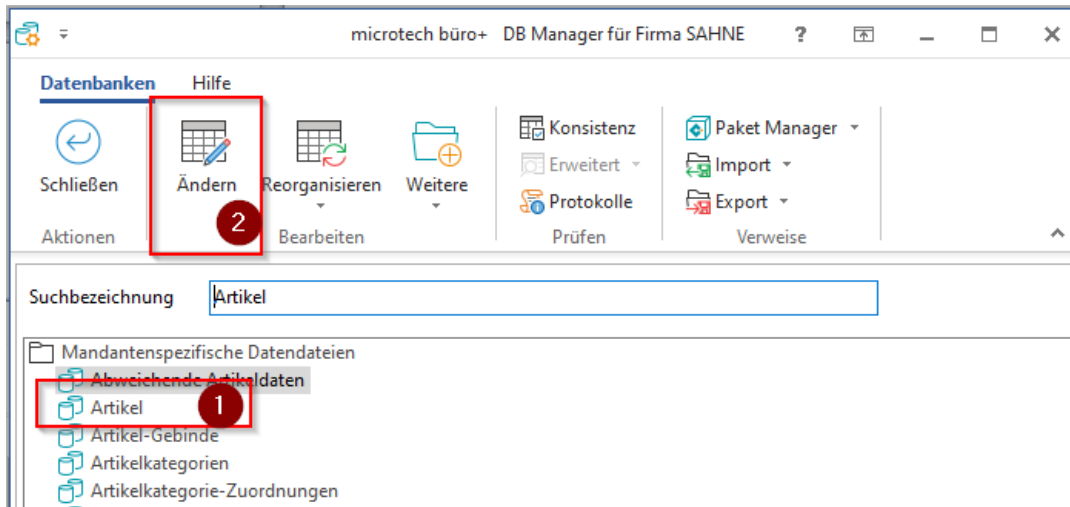 microtech büro+ DB Manager für Firma SAHNE ?
Datenbanken Hilfe
Schließen
Ändern
Reorganisieren
Weitere
Konsistenz
Erweitert
Protokolle
Paket Manager
Import
Export
2
Aktionen
Bearbeiten
Prüfen
Verweise
Suchbezeichnung Artikel
Mandantenspezifische Datendateien
Abweichende Artikeldaten
Artikel 1
Artikel-Gebinde
Artikelkategorien
Artikelkategorie-Zuordnungen